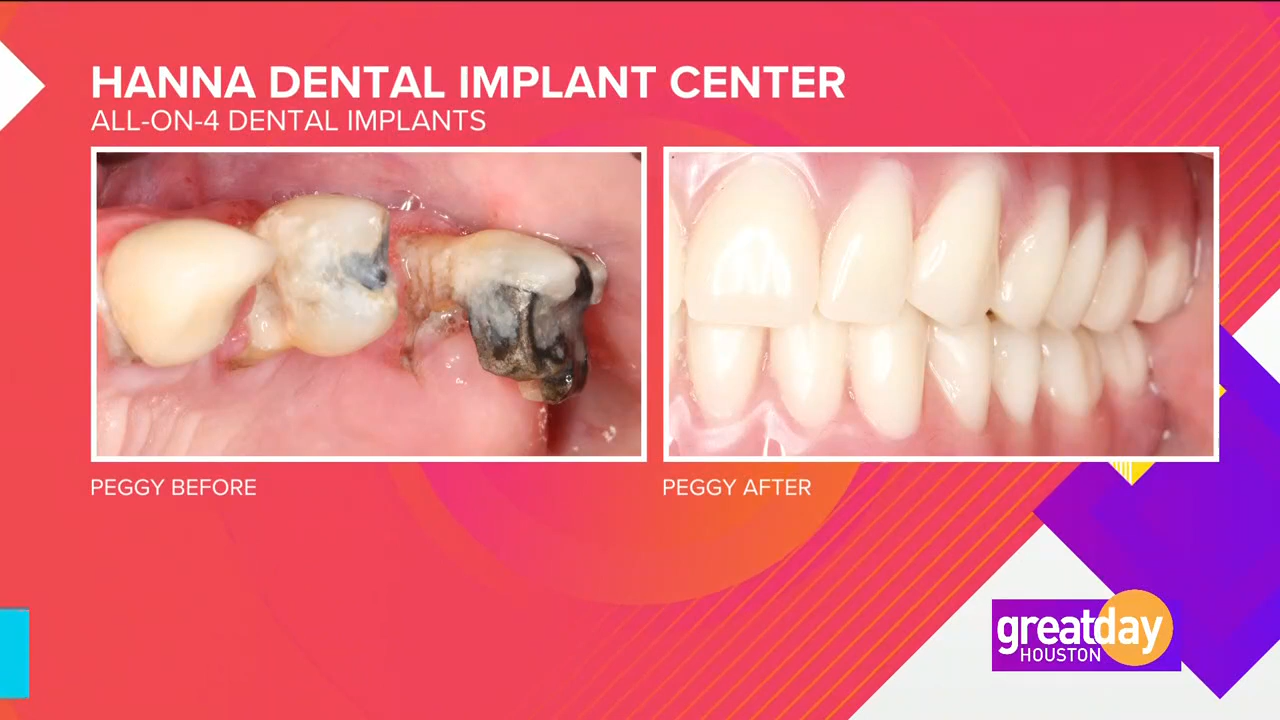 HANNA DENTAL IMPLANT CENTER
ALL-ON-4 DENTAL IMPLANTS
PEGGY BEFORE
PEGGY AFTER
greatday
HOUSTON